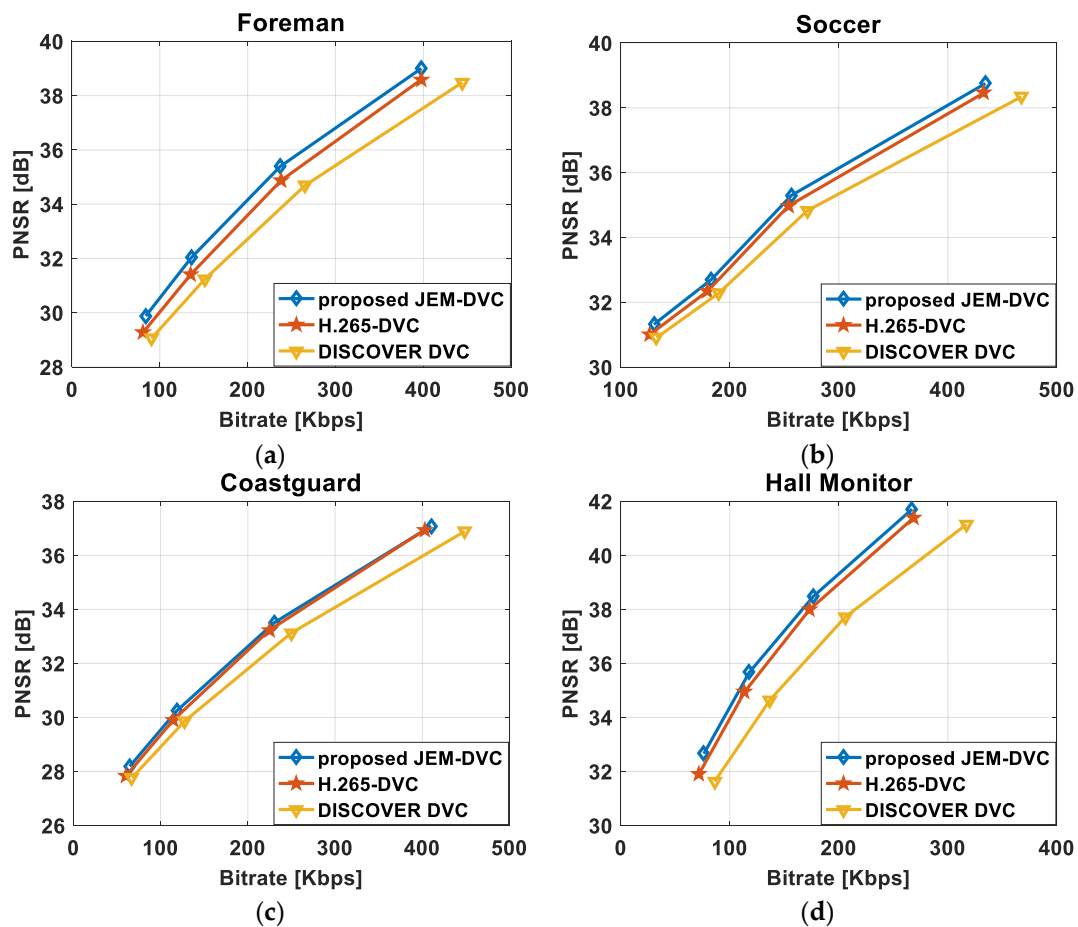 Foreman
40
38
36
34
32
30
28
PNSR [dB]
proposed JEM-DVC
H.265-DVC
DISCOVER DVC
0 100 200 300 400 500
Bitrate [Kbps]
(a)
Soccer
40
38
36
34
32
30
PNSR [dB]
proposed JEM-DVC
H.265-DVC
DISCOVER DVC
100 200 300 400 500
Bitrate [Kbps]
(b)
Coastguard
38
36
34
32
30
28
26
PNSR [dB]
proposed JEM-DVC
H.265-DVC
DISCOVER DVC
0 100 200 300 400 500
Bitrate [Kbps]
(c)
Hall Monitor
42
40
38
36
34
32
30
PNSR [dB]
proposed JEM-DVC
H.265-DVC
DISCOVER DVC
0 100 200 300 400
Bitrate [Kbps]
(d)